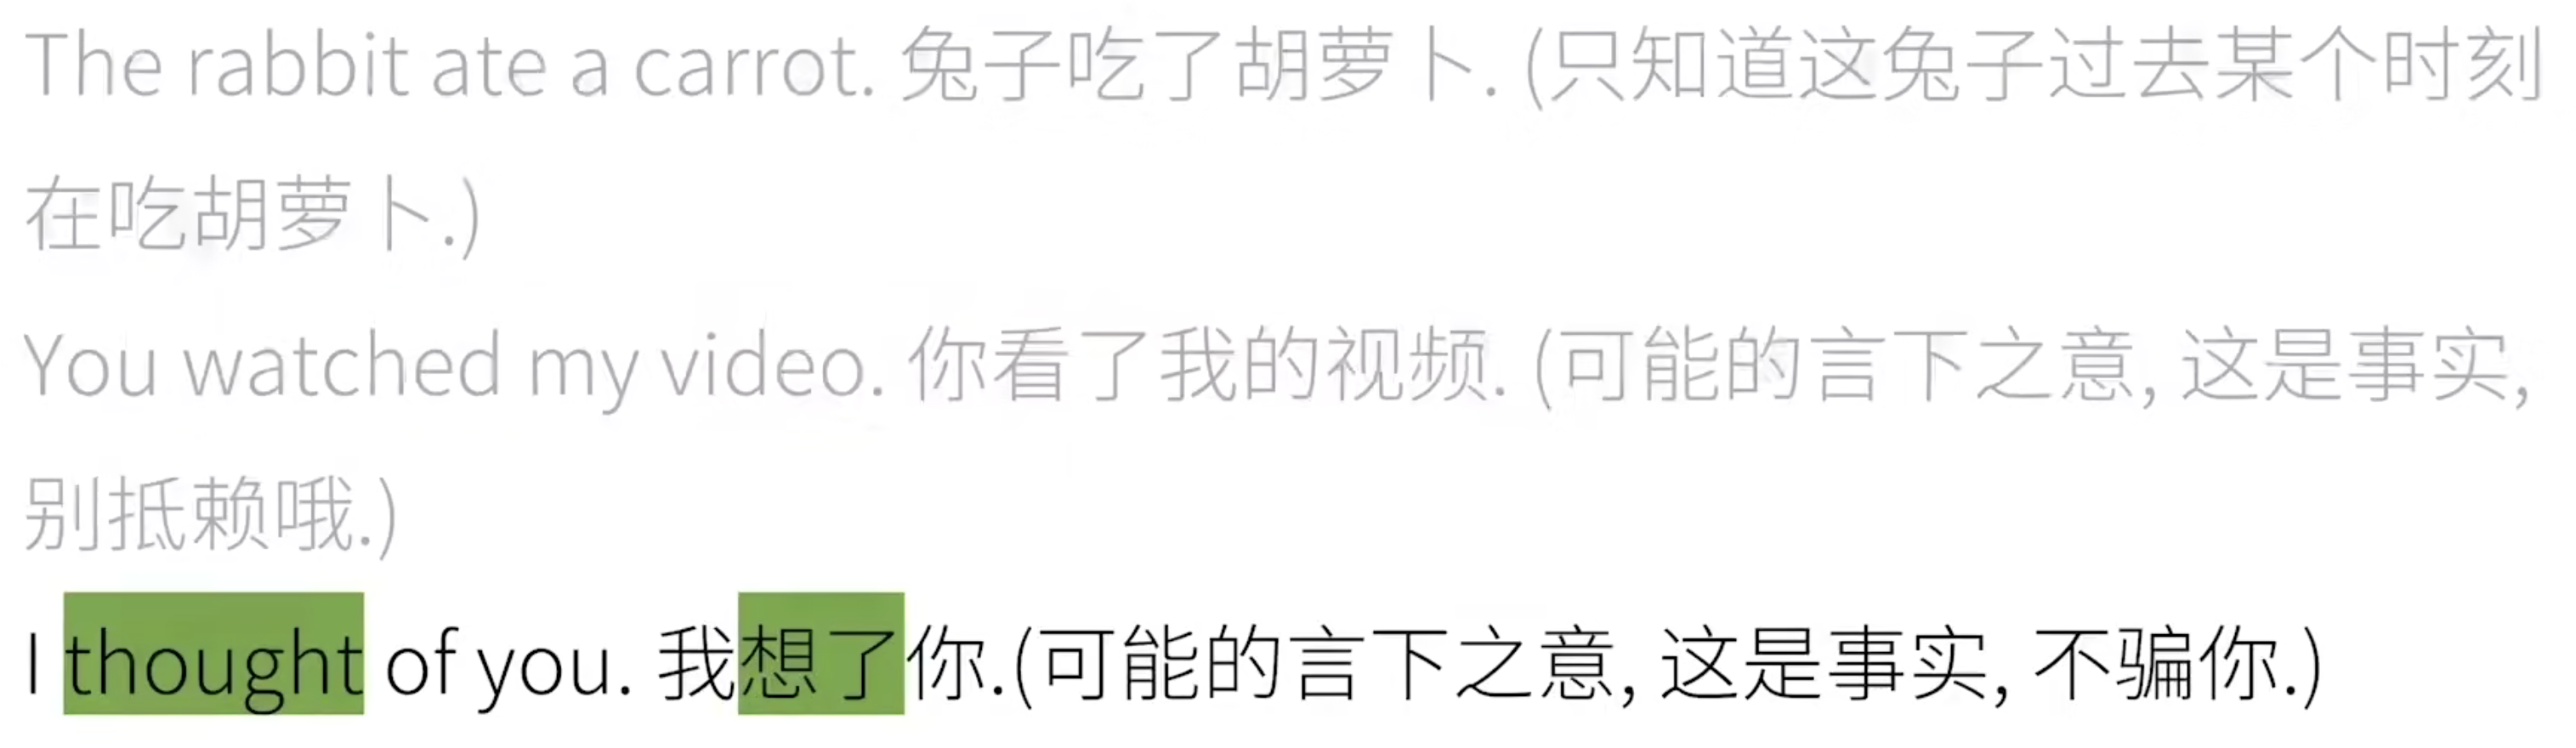 The rabbit ate a carrot. 兔子吃了胡萝卜. (只知道这兔子过去某个时刻
在吃胡萝卜.)
You watched my video. 你看了我的视频. (可能的言下之意, 这是事实,
别抵赖哦.)
I thought of you. 我想了你.(可能的言下之意, 这是事实, 不骗你.)